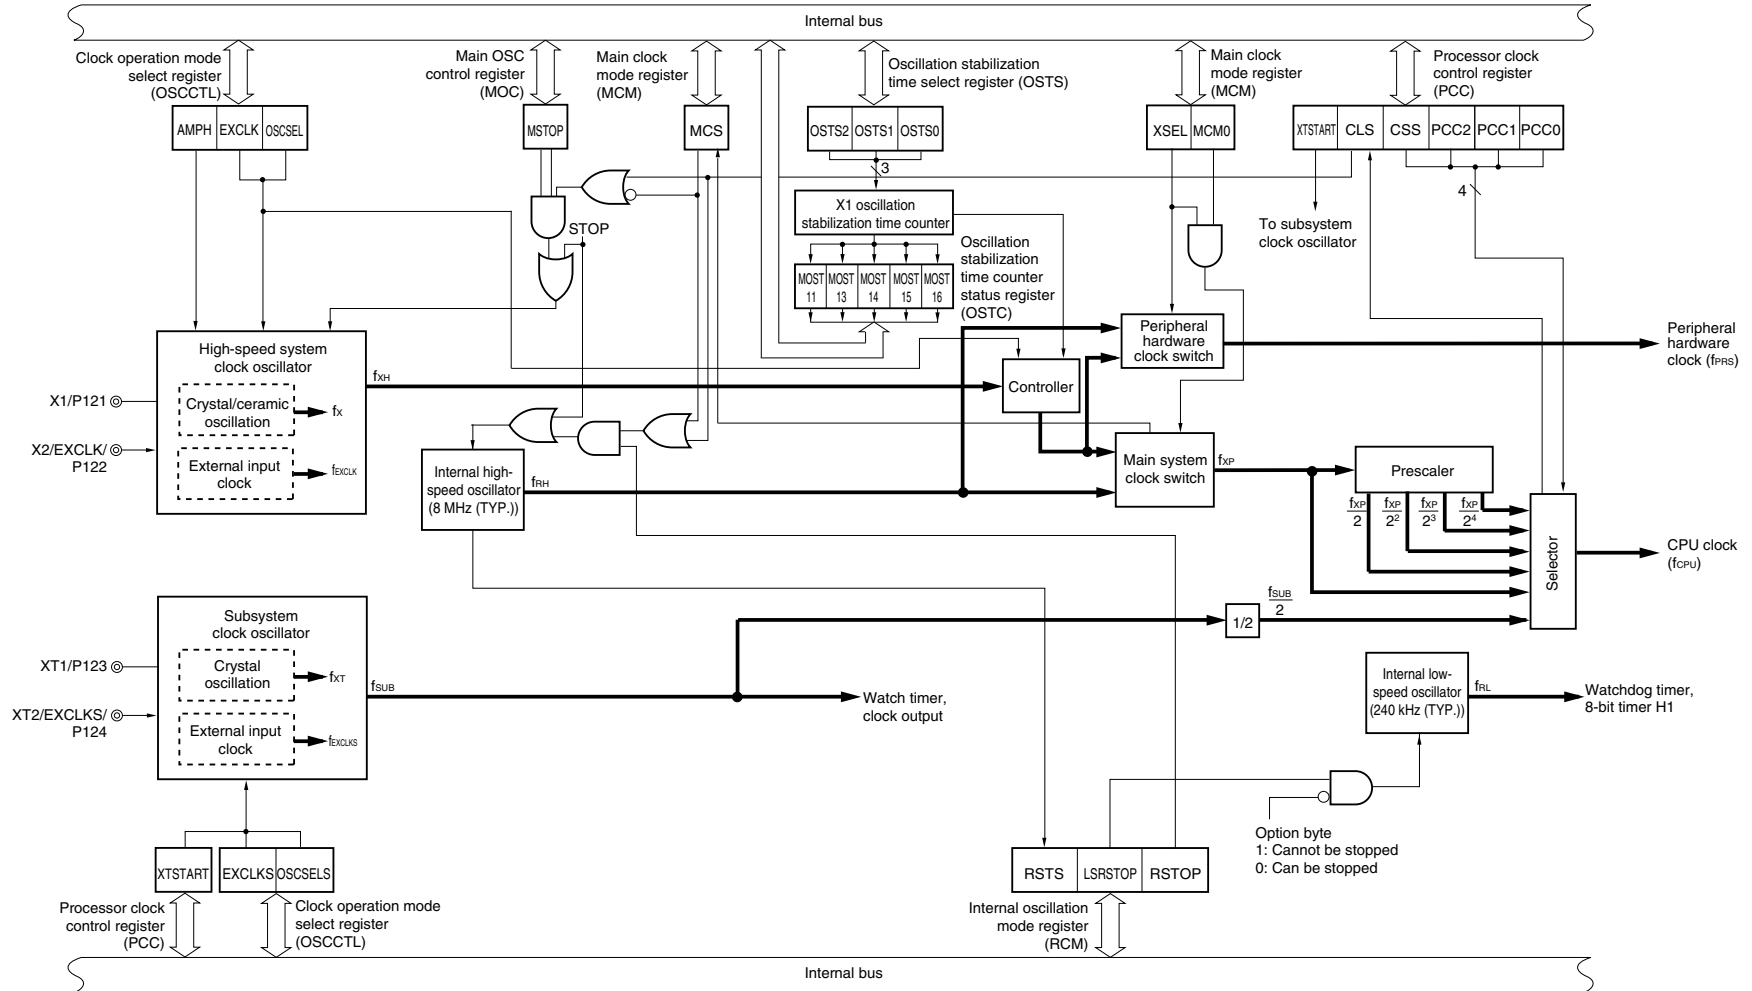 Internal bus
Clock operation mode
select register
(OSCCTL)
Main OSC
control register
(MOC)
Main clock
mode register
(MCM)
Oscillation stabilization
time select register (OSTS)
Main clock
mode register
(MCM)
Processor clock
control register
(PCC)
AMPH EXCLK OSCSEL
MSTOP
MCS
OSTS2 OSTS1 OSTS0
XSEL MCM0
XTSTART CLS CSS PCC2 PCC1 PCC0
3
4
STOP
X1 oscillation
stabilization time counter
To subsystem
clock oscillator
Oscillation
stabilization
time counter
status register
(OSTC)
MOST MOST MOST MOST MOST
11 13 14 15 16
High-speed system
clock oscillator
Crystal/ceramic
oscillation
fX
External input
clock
fEXCLK
X1/P121
X2/EXCLK/
P122
fXH
Controller
Peripheral
hardware
clock switch
Peripheral
hardware
clock (fPRS)
Internal high-
speed oscillator
(8 MHz (TYP.))
fRH
Main system
clock switch
fXP
Prescaler
fXP fXP fXP fXP
2 2² 2³ 2⁴
Selector
CPU clock
(fCPU)
fSUB
2
1/2
Subsystem
clock oscillator
Crystal
oscillation
fXT
External input
clock
fEXCLKS
XT1/P123
XT2/EXCLKS/
P124
fSUB
Watch timer,
clock output
Internal low-
speed oscillator
(240 kHz (TYP.))
fRL
Watchdog timer,
8-bit timer H1
Option byte
1: Cannot be stopped
0: Can be stopped
XTSTART EXCLKS OSCSELS
RSTS LSRSTOP RSTOP
Processor clock
control register
(PCC)
Clock operation mode
select register
(OSCCTL)
Internal oscillation
mode register
(RCM)
Internal bus